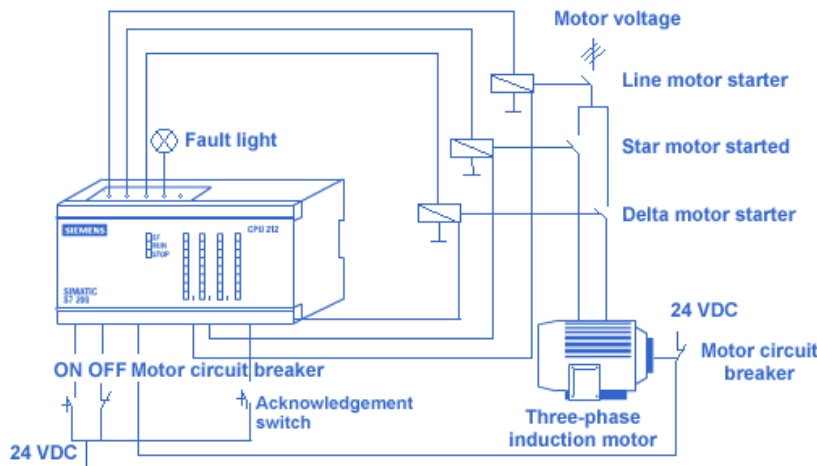 Motor voltage
Line motor starter
Fault light
Star motor started
Delta motor starter
SIEMENS
CPU 212
SF
RUN
STOP
SIMATIC
S7 200
24 VDC
ON OFF Motor circuit breaker
Motor circuit
breaker
Acknowledgement
switch
Three-phase
induction motor
24 VDC